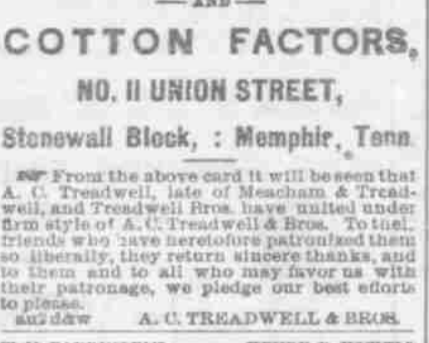 — AND —
COTTON FACTORS,
NO. 11 UNION STREET,
Stonewall Block, : Memphir, Tenn.
☞ From the above card it will be seen that
A. C. Treadwell, late of Meacham & Tread-
well, and Treadwell Bros. have united under
firm style of A. C. Treadwell & Bros. To tuel.
friends who have heretofore patronized them
so liberally, they return sincere thanks, and
to them and to all who may favor us with
their patronage, we pledge our best efforts
to please.
au2 d&w A. C. TREADWELL & BROS.